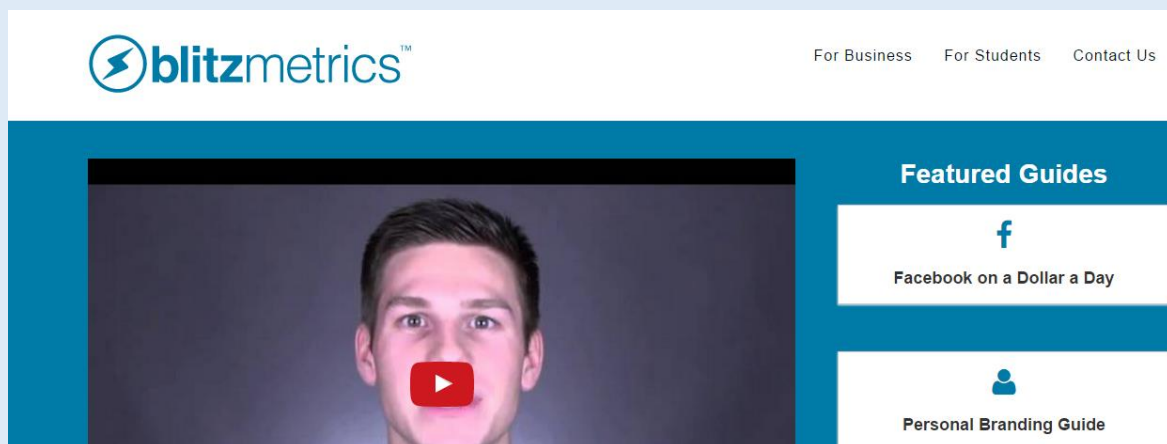 blitzmetrics™
For Business For Students Contact Us
Featured Guides
Facebook on a Dollar a Day
Personal Branding Guide